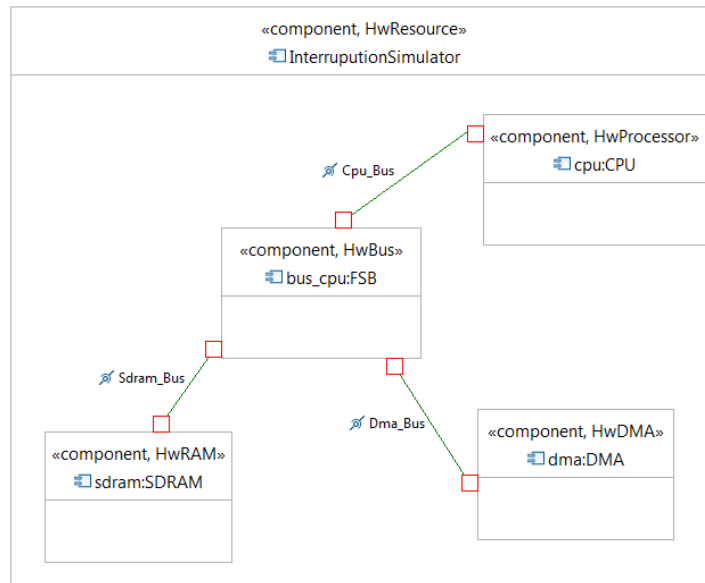 «component, HwResource»
InterruputionSimulator
«component, HwProcessor»
cpu:CPU
Cpu_Bus
«component, HwBus»
bus_cpu:FSB
Sdram_Bus
Dma_Bus
«component, HwRAM»
sdram:SDRAM
«component, HwDMA»
dma:DMA